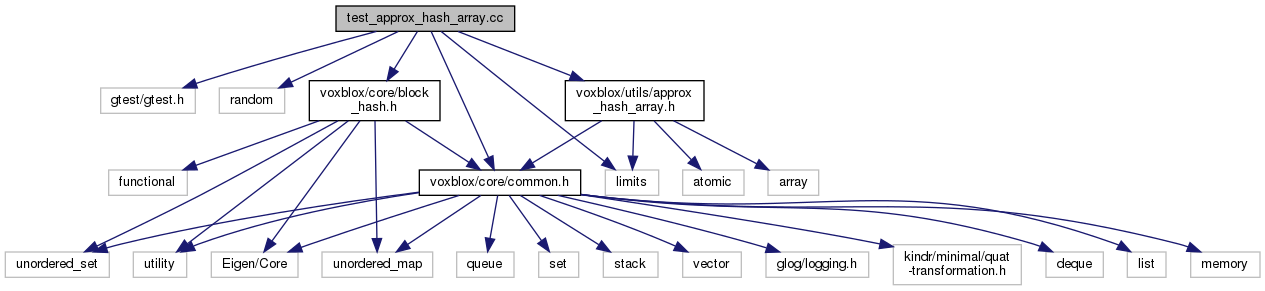 test_approx_hash_array.cc
gtest/gtest.h
random
voxblox/core/block
_hash.h
voxblox/utils/approx
_hash_array.h
functional
voxblox/core/common.h
limits
atomic
array
unordered_set
utility
Eigen/Core
unordered_map
queue
set
stack
vector
glog/logging.h
kindr/minimal/quat
-transformation.h
deque
list
memory